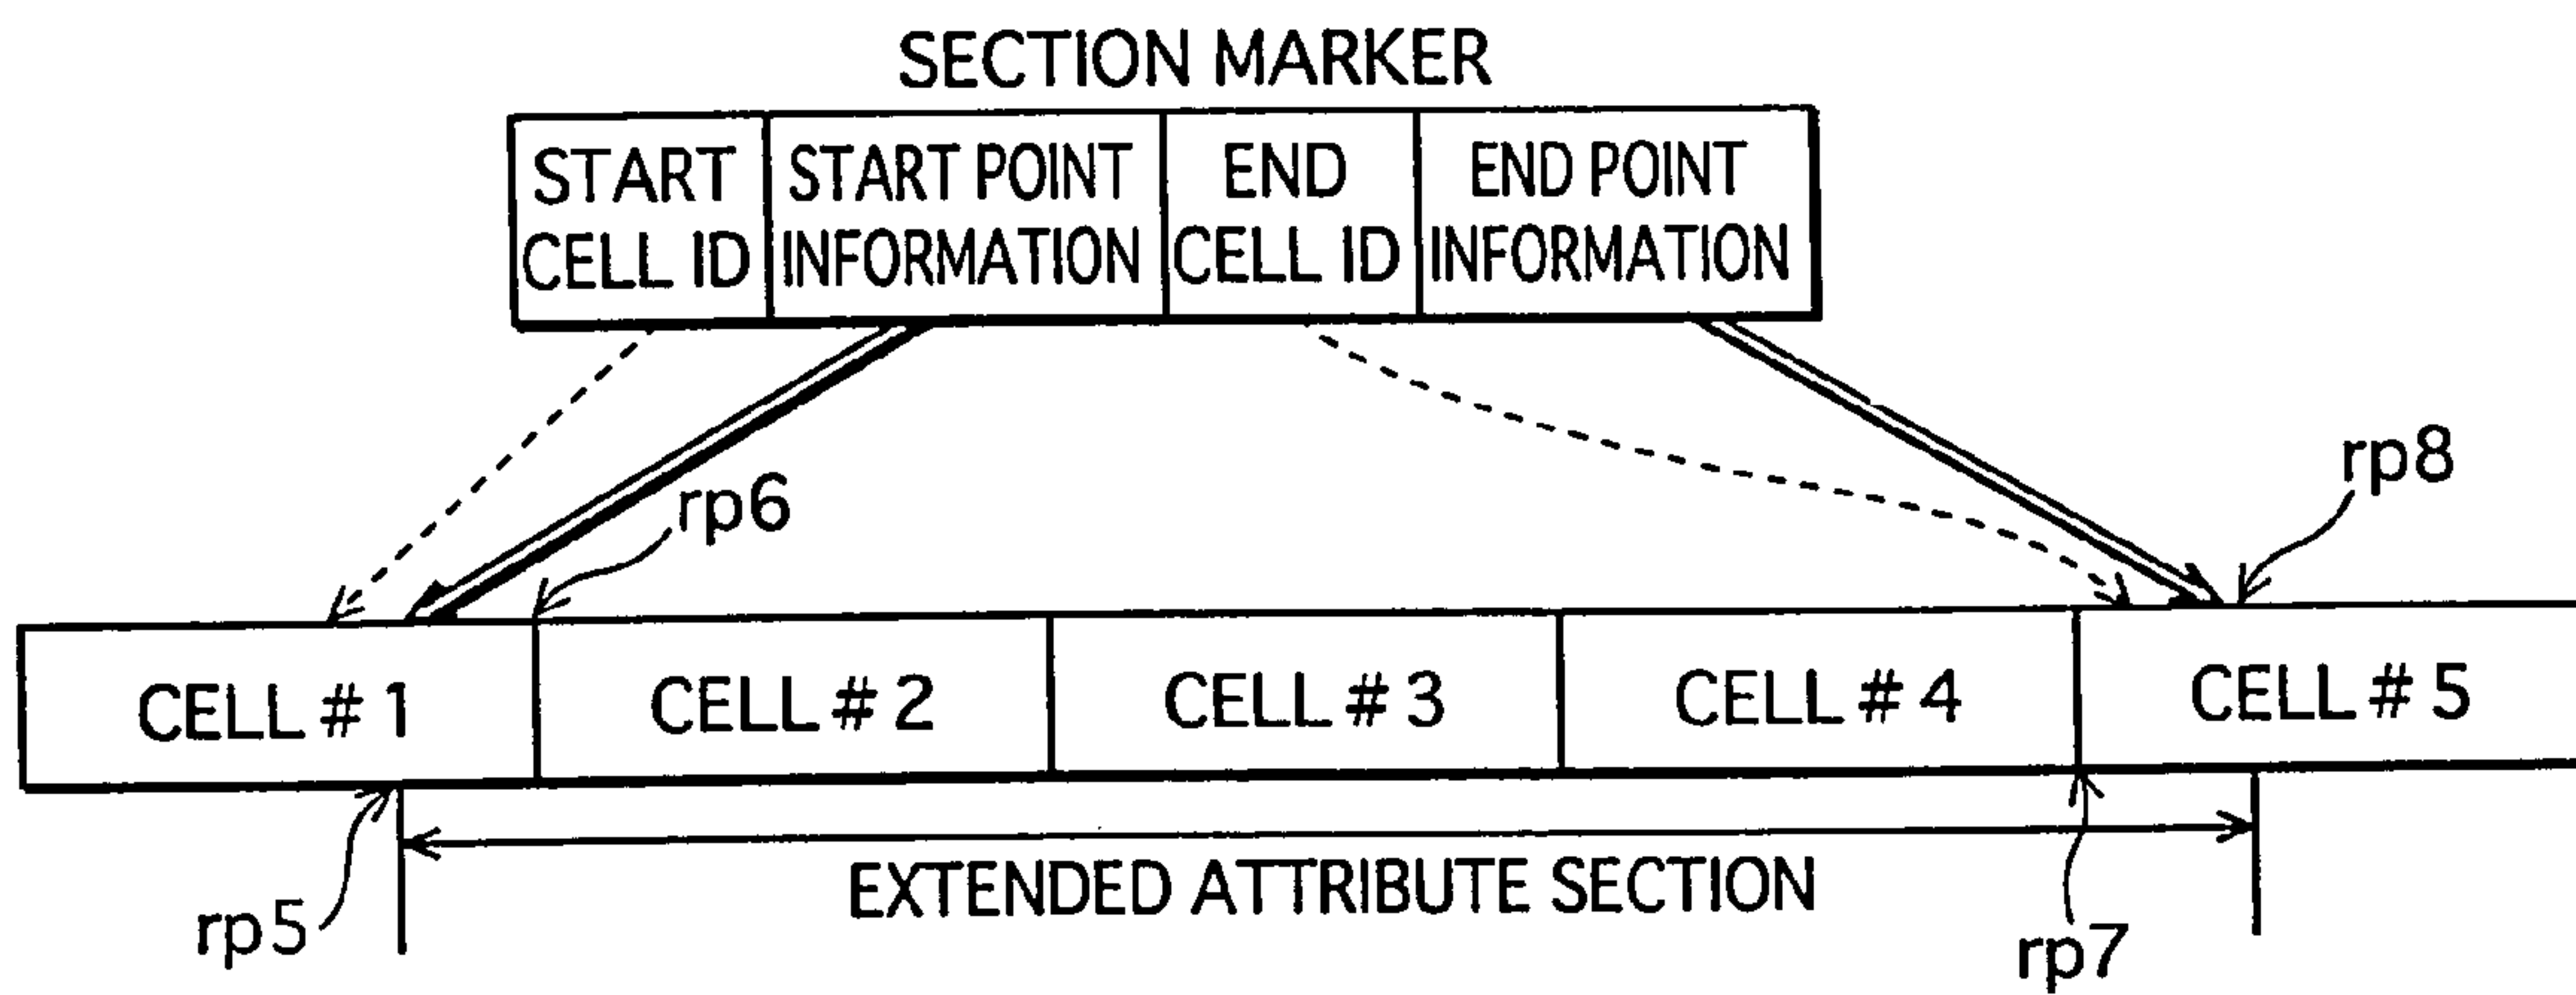 SECTION MARKER
START
CELL ID
START POINT
INFORMATION
END
CELL ID
END POINT
INFORMATION
rp6
rp8
CELL # 1
CELL # 2
CELL # 3
CELL # 4
CELL # 5
EXTENDED ATTRIBUTE SECTION
rp5
rp7